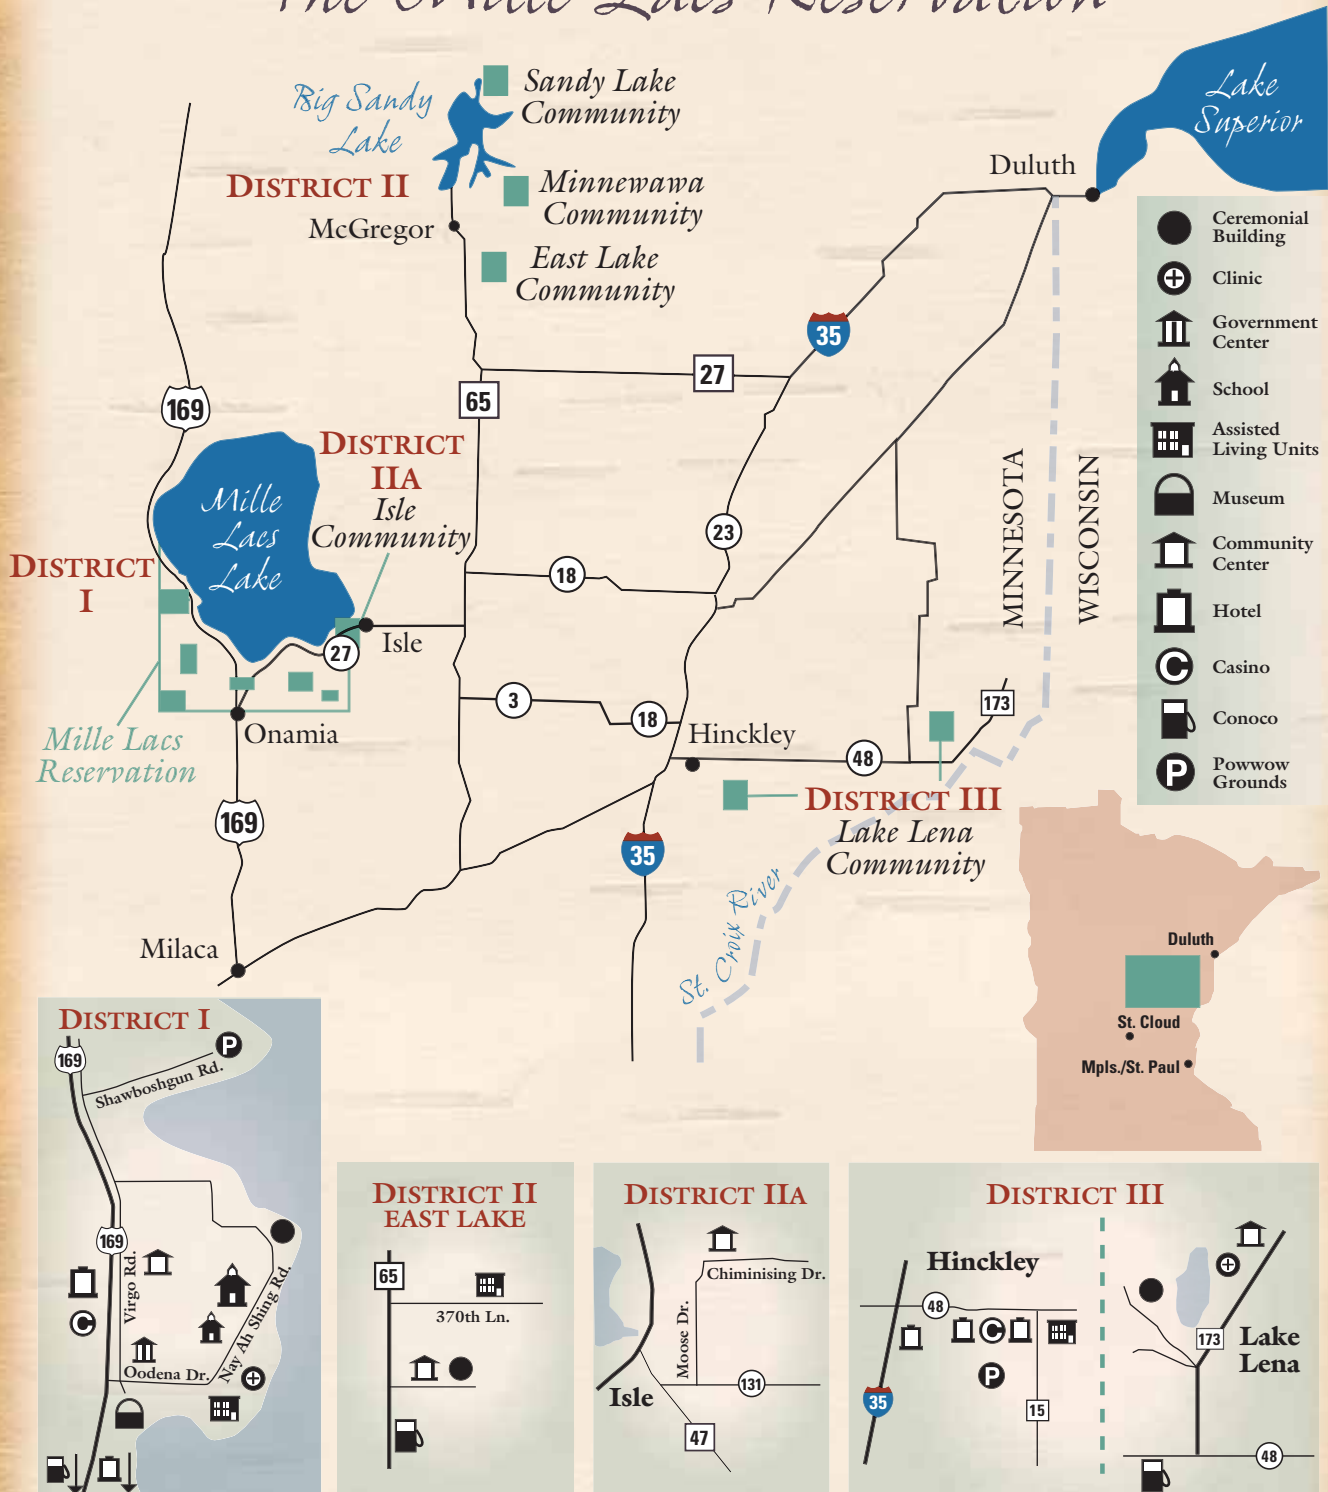 The Mille Lacs Reservation
Big Sandy
Lake
Sandy Lake
Community
DISTRICT II
Minnewawa
Community
McGregor
East Lake
Community
Lake
Superior
Duluth
35
27
65
169
DISTRICT
IIA
Isle
Community
Mille
Lacs
Lake
DISTRICT
I
23
18
MINNESOTA
WISCONSIN
Isle
27
3
18
173
Onamia
Hinckley
48
Mille Lacs
Reservation
169
DISTRICT III
Lake Lena
Community
35
St. Croix River
Milaca
Ceremonial
Building
Clinic
Government
Center
School
Assisted
Living Units
Museum
Community
Center
Hotel
C
Casino
Conoco
P
Powwow
Grounds
Duluth
St. Cloud
Mpls./St. Paul
DISTRICT I
169
P
Shawboshgun Rd.
169
Virgo Rd.
C
Nay Ah Shing Rd.
Oodena Dr.
DISTRICT II
EAST LAKE
65
370th Ln.
DISTRICT IIA
Chiminising Dr.
Moose Dr.
Isle
131
47
DISTRICT III
Hinckley
48
C
P
35
15
173
Lake
Lena
48